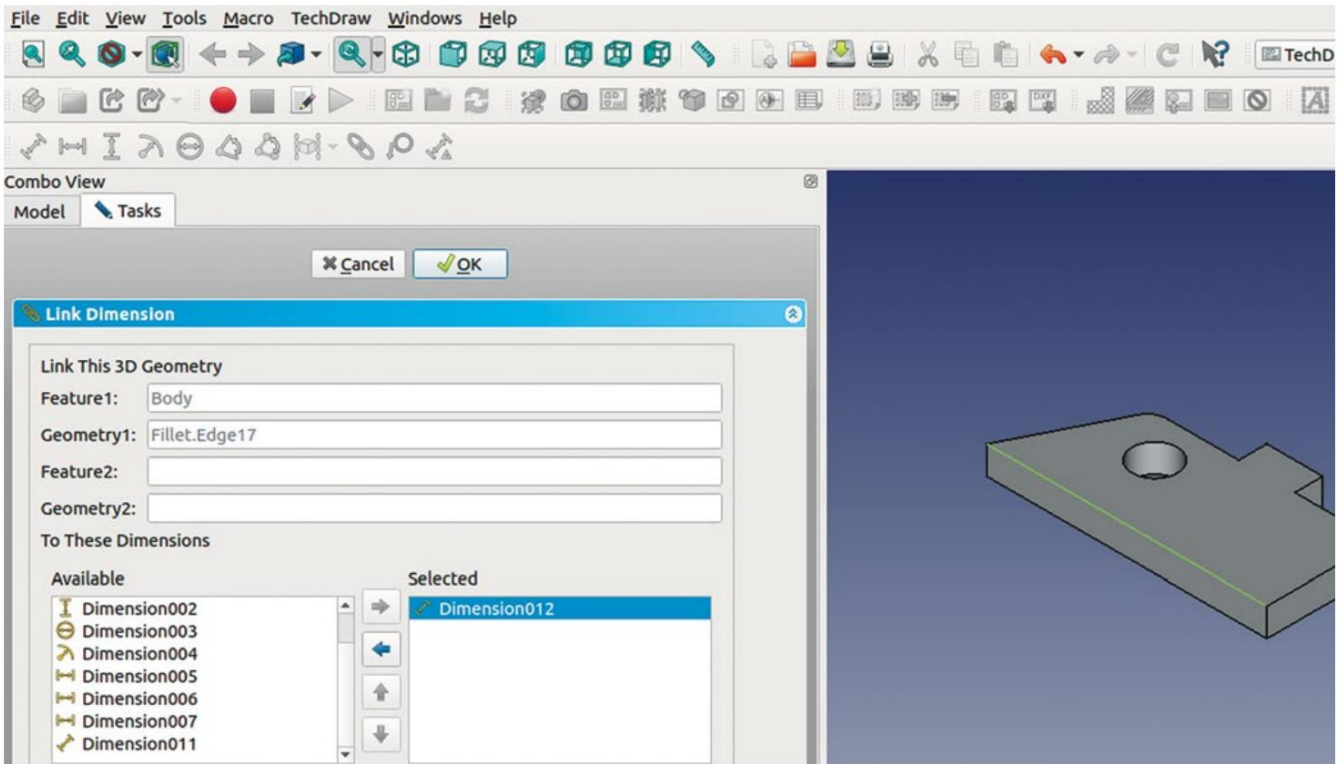 File Edit View Tools Macro TechDraw Windows Help
TechD
DXF
A
Combo View
Model Tasks
Cancel OK
Link Dimension
Link This 3D Geometry
Feature1: Body
Geometry1: Fillet.Edge17
Feature2:
Geometry2:
To These Dimensions
Available Selected
Dimension002 Dimension012
Dimension003
Dimension004
Dimension005
Dimension006
Dimension007
Dimension011